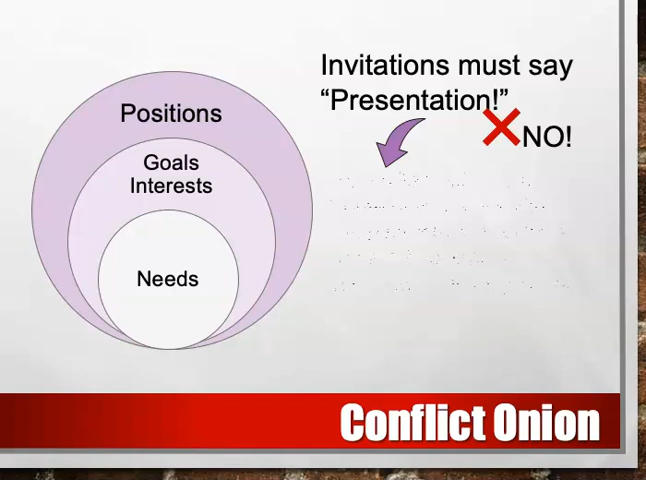 Invitations must say
“Presentation!”
NO!
Positions
Goals
Interests
Needs
Conflict Onion